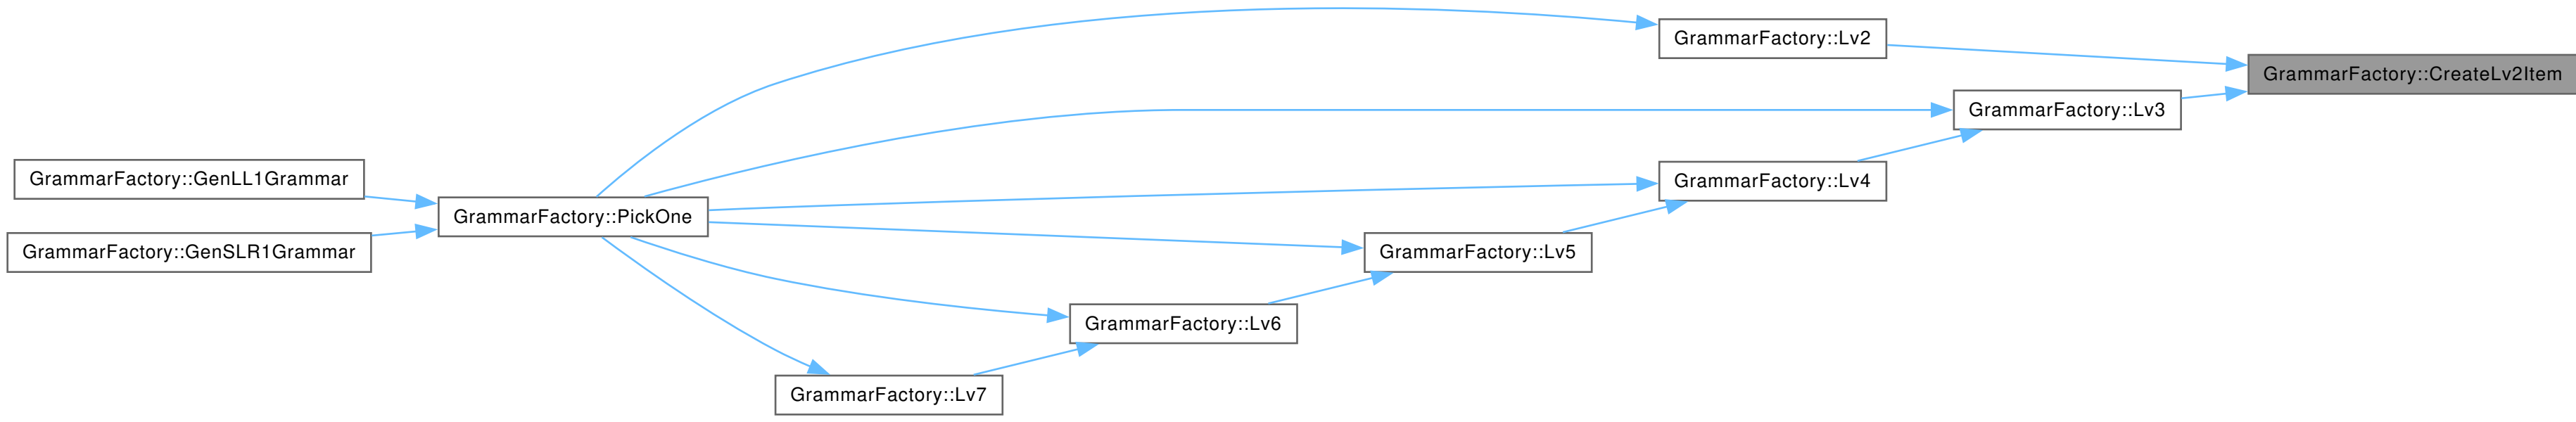 GrammarFactory::Lv2
GrammarFactory::CreateLv2Item
GrammarFactory::Lv3
GrammarFactory::GenLL1Grammar
GrammarFactory::Lv4
GrammarFactory::PickOne
GrammarFactory::GenSLR1Grammar
GrammarFactory::Lv5
GrammarFactory::Lv6
GrammarFactory::Lv7